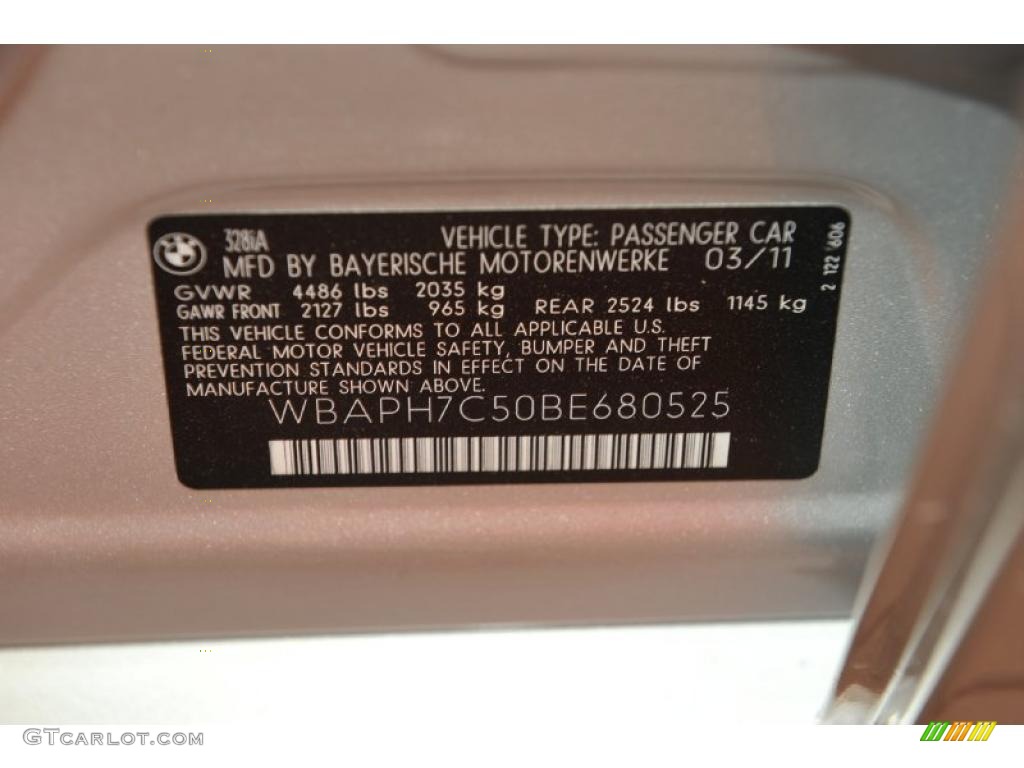 328iA VEHICLE TYPE: PASSENGER CAR
MFD BY BAYERISCHE MOTORENWERKE 03/11
GVWR 4486 lbs 2035 kg
GAWR FRONT 2127 lbs 965 kg REAR 2524 lbs 1145 kg
THIS VEHICLE CONFORMS TO ALL APPLICABLE U.S.
FEDERAL MOTOR VEHICLE SAFETY, BUMPER AND THEFT
PREVENTION STANDARDS IN EFFECT ON THE DATE OF
MANUFACTURE SHOWN ABOVE.
WBAPH7C50BE680525
2 122 606
GTCarLot.com